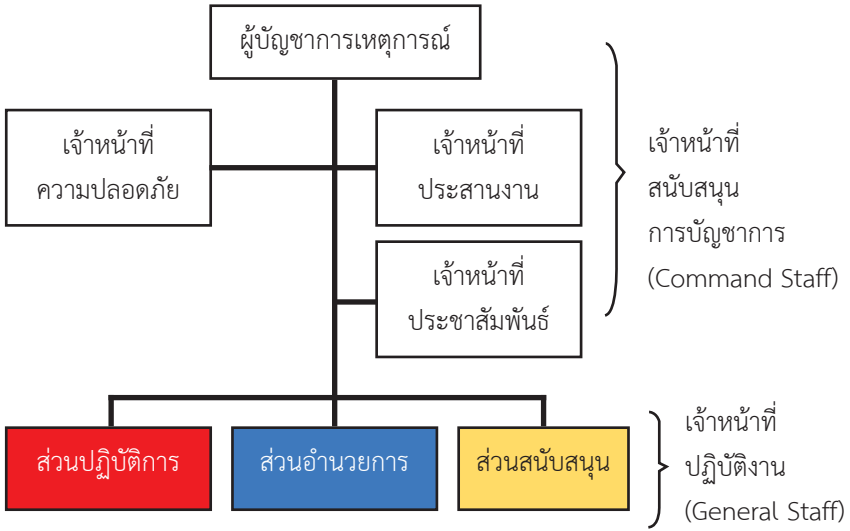 ผู้บัญชาการเหตุการณ์
เจ้าหน้าที่
ความปลอดภัย
เจ้าหน้าที่
ประสานงาน
เจ้าหน้าที่
ประชาสัมพันธ์
เจ้าหน้าที่
สนับสนุน
การบัญชาการ
(Command Staff)
ส่วนปฏิบัติการ
ส่วนอำนวยการ
ส่วนสนับสนุน
เจ้าหน้าที่
ปฏิบัติงาน
(General Staff)